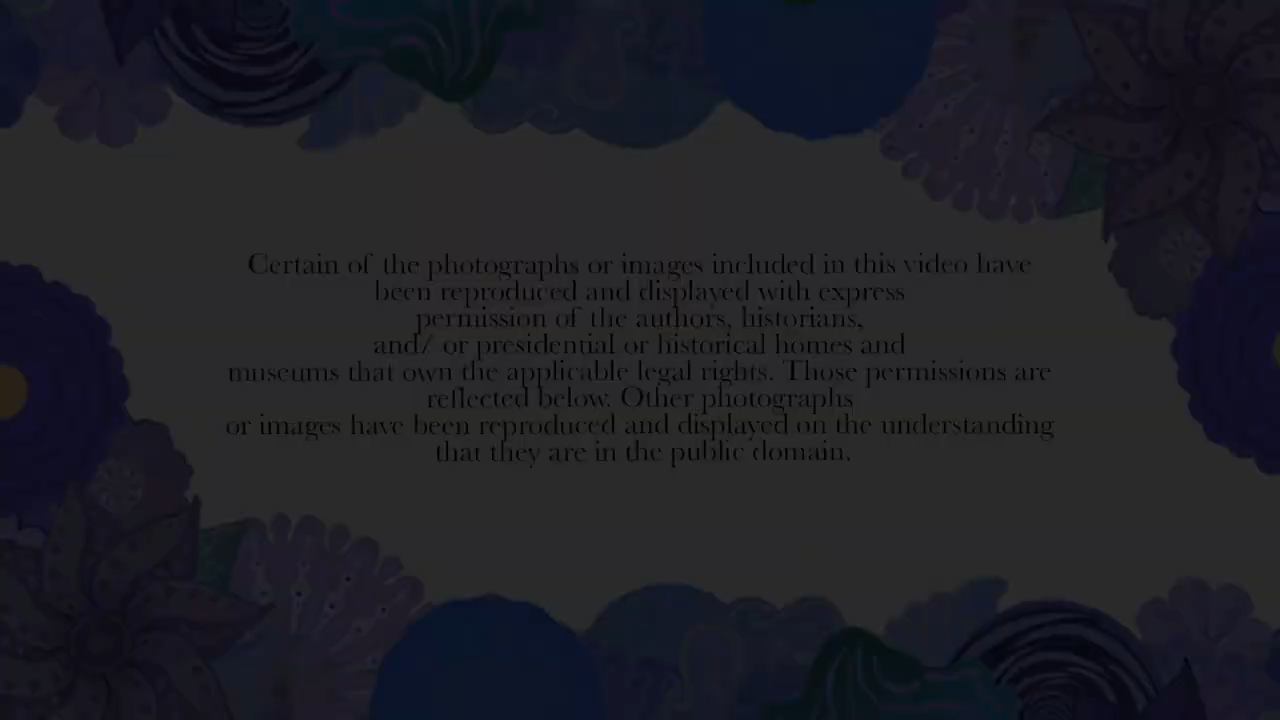 Certain of the photographs or images included in this video have
been reproduced and displayed with express
permission of the authors, historians,
and/ or presidential or historical homes and
museums that own the applicable legal rights. Those permissions are
reflected below. Other photographs
or images have been reproduced and displayed on the understanding
that they are in the public domain.